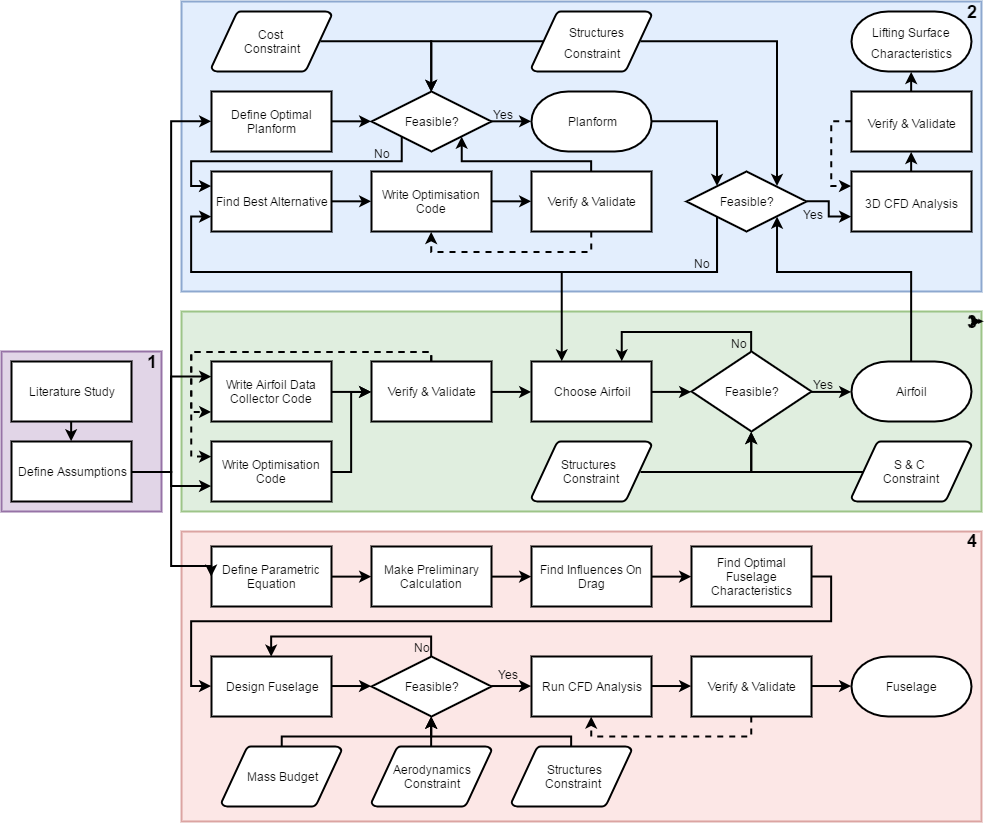 1
Literature Study
Define Assumptions
2
Cost
Constraint
Structures
Constraint
Lifting Surface
Characteristics
Define Optimal
Planform
Feasible?
Yes
Planform
Verify & Validate
No
Find Best Alternative
Write Optimisation
Code
Verify & Validate
Feasible?
Yes
3D CFD Analysis
No
3
No
Write Airfoil Data
Collector Code
Verify & Validate
Choose Airfoil
Feasible?
Yes
Airfoil
Write Optimisation
Code
Structures
Constraint
S & C
Constraint
4
Define Parametric
Equation
Make Preliminary
Calculation
Find Influences On
Drag
Find Optimal
Fuselage
Characteristics
No
Design Fuselage
Feasible?
Yes
Run CFD Analysis
Verify & Validate
Fuselage
Mass Budget
Aerodynamics
Constraint
Structures
Constraint